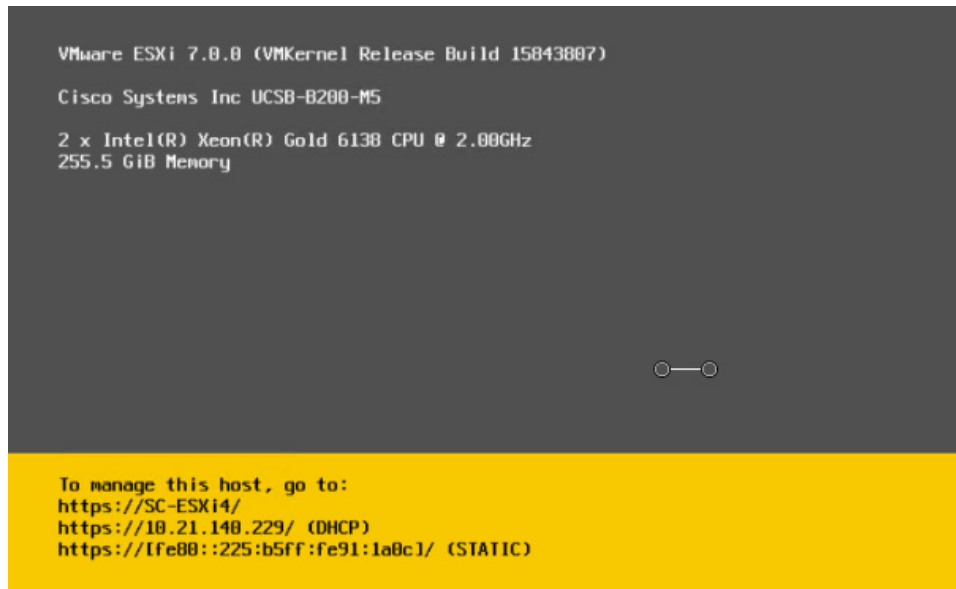 VMware ESXi 7.0.0 (VMKernel Release Build 15843807)
Cisco Systems Inc UCSB-B200-M5
2 x Intel(R) Xeon(R) Gold 6138 CPU @ 2.00GHz
255.5 GiB Memory
To manage this host, go to:
https://SC-ESXi4/
https://10.21.140.229/ (DHCP)
https://[fe80::225:b5ff:fe91:1a0c]/ (STATIC)